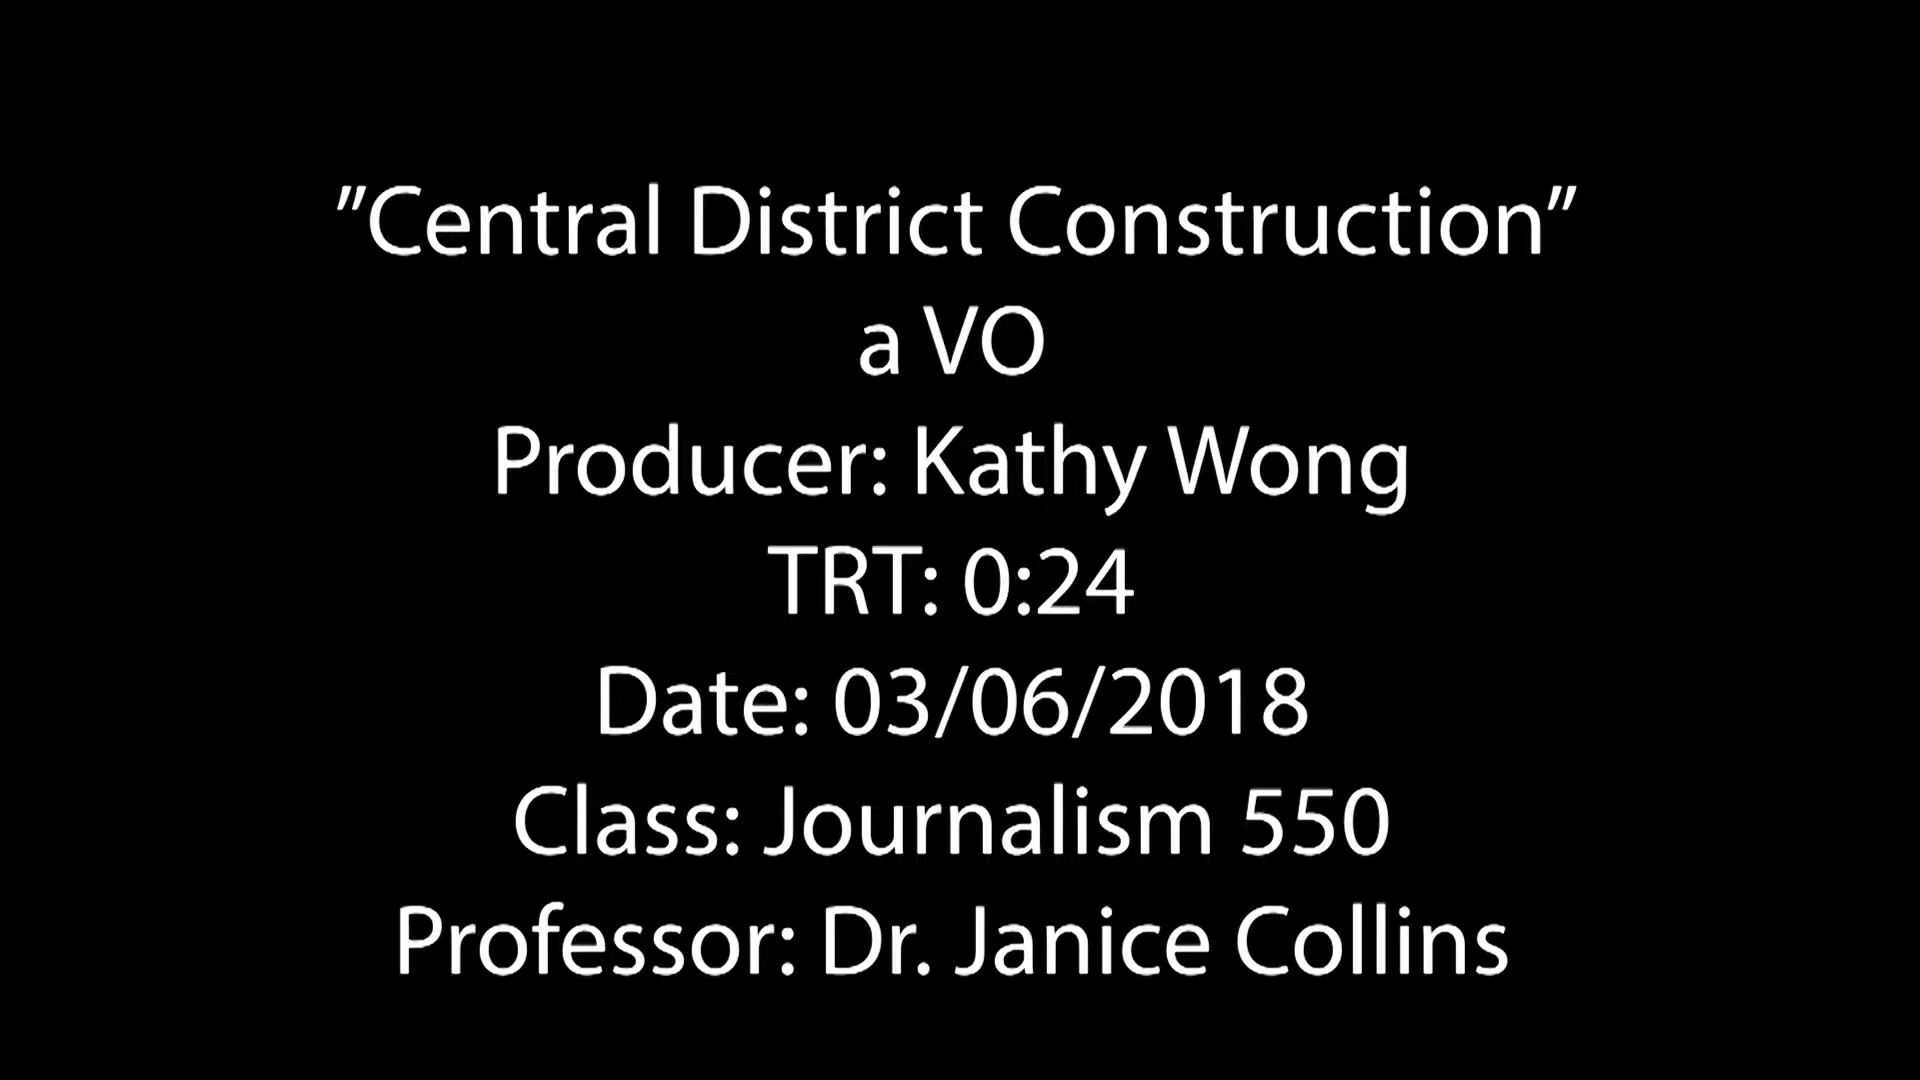 ”Central District Construction”
a VO
Producer: Kathy Wong
TRT: 0:24
Date: 03/06/2018
Class: Journalism 550
Professor: Dr. Janice Collins